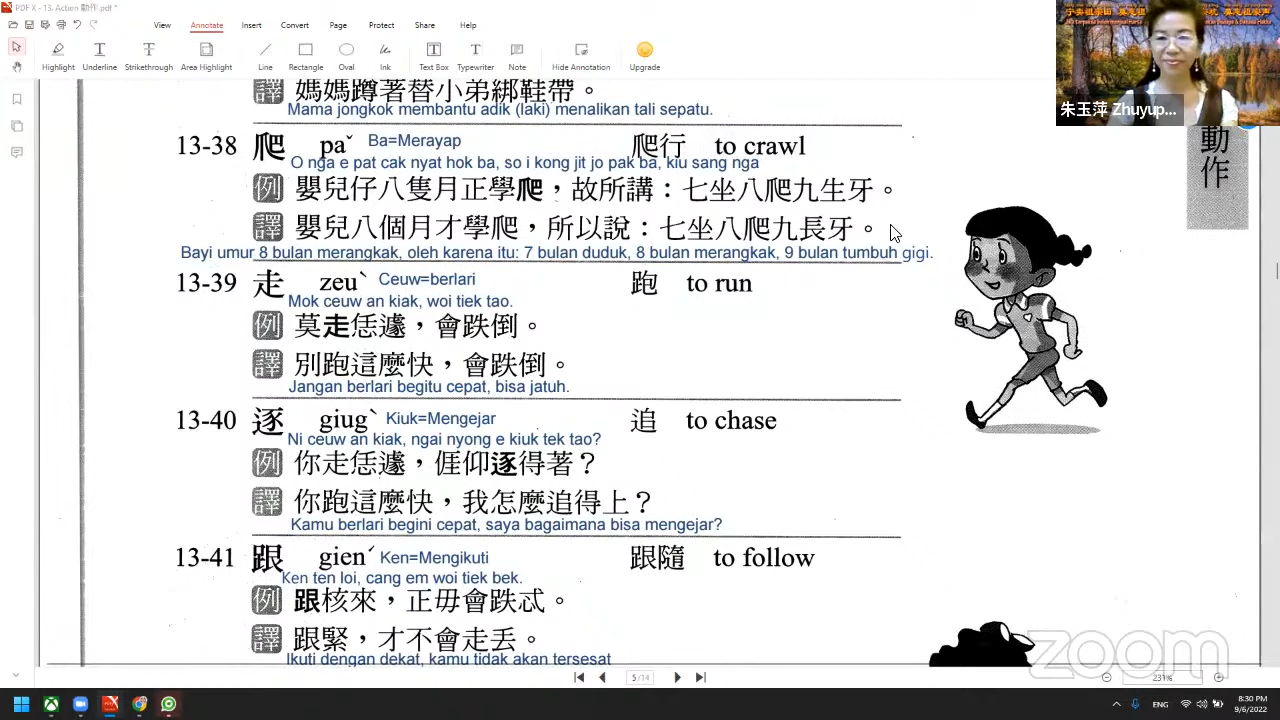 PDF X - 13. Action 動作.pdf *
View Annotate Insert Convert Page Protect Share Help
Highlight Underline Strikethrough Area Highlight Line Rectangle Oval Ink Text Box Typewriter Note Hide Annotation Upgrade
朱玉萍 Zhuyup...
動作
譯 媽媽蹲著替小弟綁鞋帶。
Mama jongkok membantu adik (laki) menalikan tali sepatu.
13-38 爬 paˇ Ba=Merayap 爬行 to crawl
O nga e pat cak nyat hok ba, so i kong jit jo pak ba, kiu sang nga
例 嬰兒仔八隻月正學爬，故所講：七坐八爬九生牙。
譯 嬰兒八個月才學爬，所以說：七坐八爬九長牙。
Bayi umur 8 bulan merangkak, oleh karena itu: 7 bulan duduk, 8 bulan merangkak, 9 bulan tumbuh gigi.
13-39 走 zeuˋ Ceuw=berlari 跑 to run
Mok ceuw an kiak, woi tiek tao.
例 莫走恁遽，會跌倒。
譯 別跑這麼快，會跌倒。
Jangan berlari begitu cepat, bisa jatuh.
13-40 逐 giugˋ Kiuk=Mengejar 追 to chase
Ni ceuw an kiak, ngai nyong e kiuk tek tao?
例 你走恁遽，𠊎仰逐得著？
譯 你跑這麼快，我怎麼追得上？
Kamu berlari begini cepat, saya bagaimana bisa mengejar?
13-41 跟 gienˊ Ken=Mengikuti 跟隨 to follow
Ken ten loi, cang em woi tiek bek.
例 跟核來，正毋會跌忒。
譯 跟緊，才不會走丟。
Ikuti dengan dekat, kamu tidak akan tersesat
zoom
5/14
231%
ENG
8:30 PM
9/6/2022